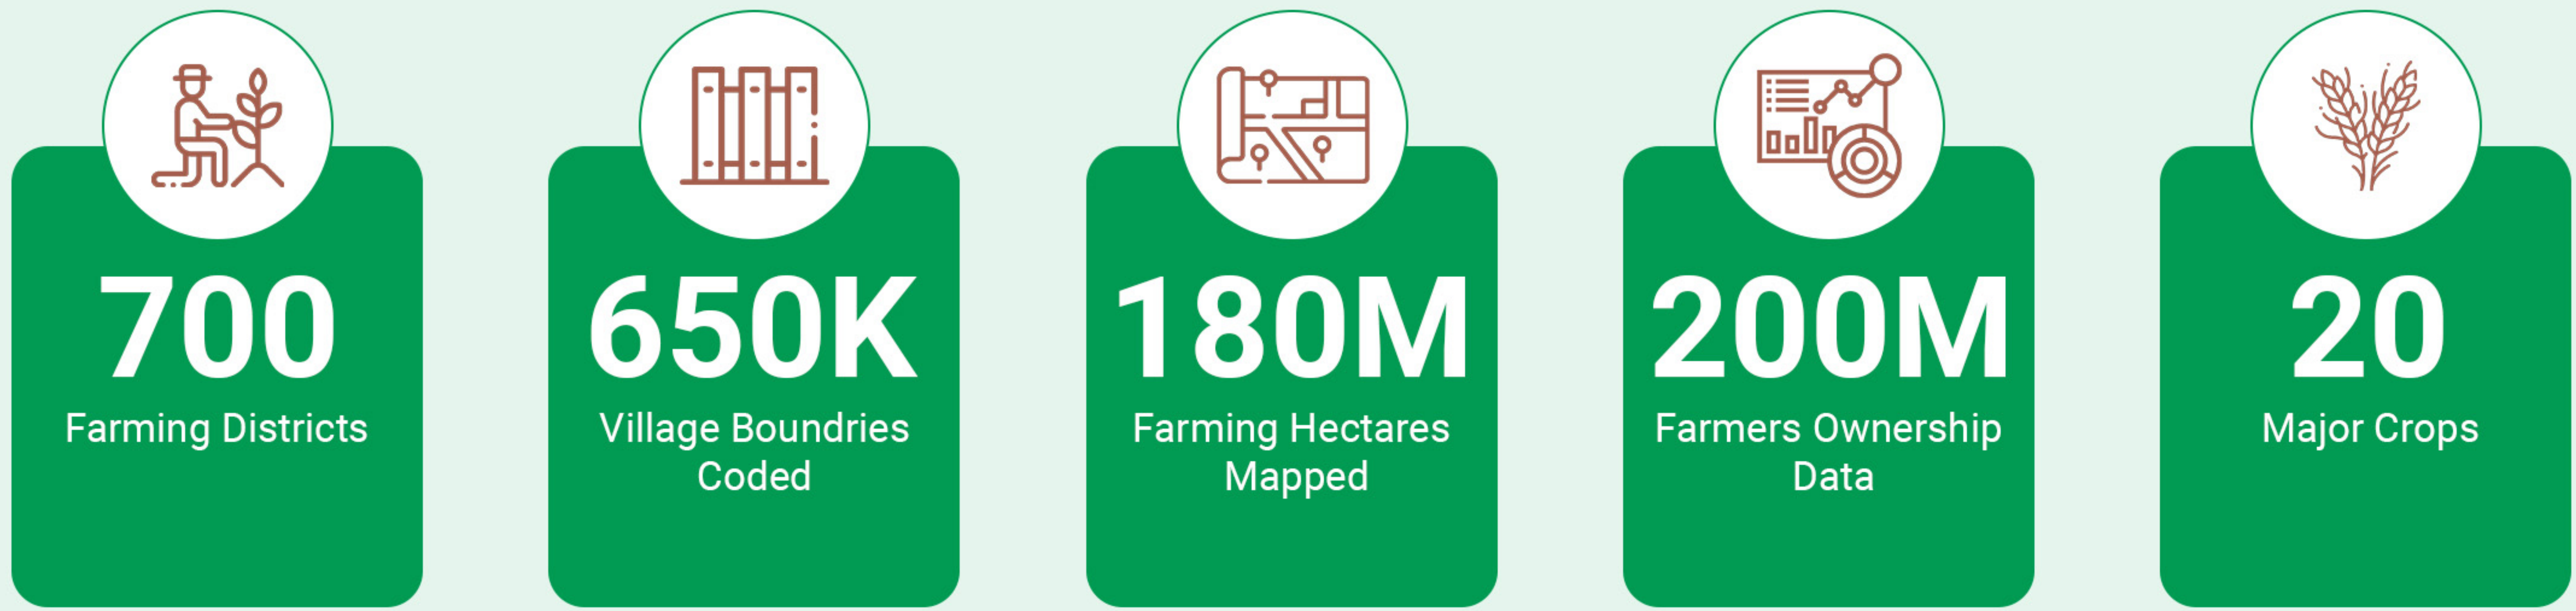 700
Farming Districts
650K
Village Boundries
Coded
180M
Farming Hectares
Mapped
200M
Farmers Ownership
Data
20
Major Crops